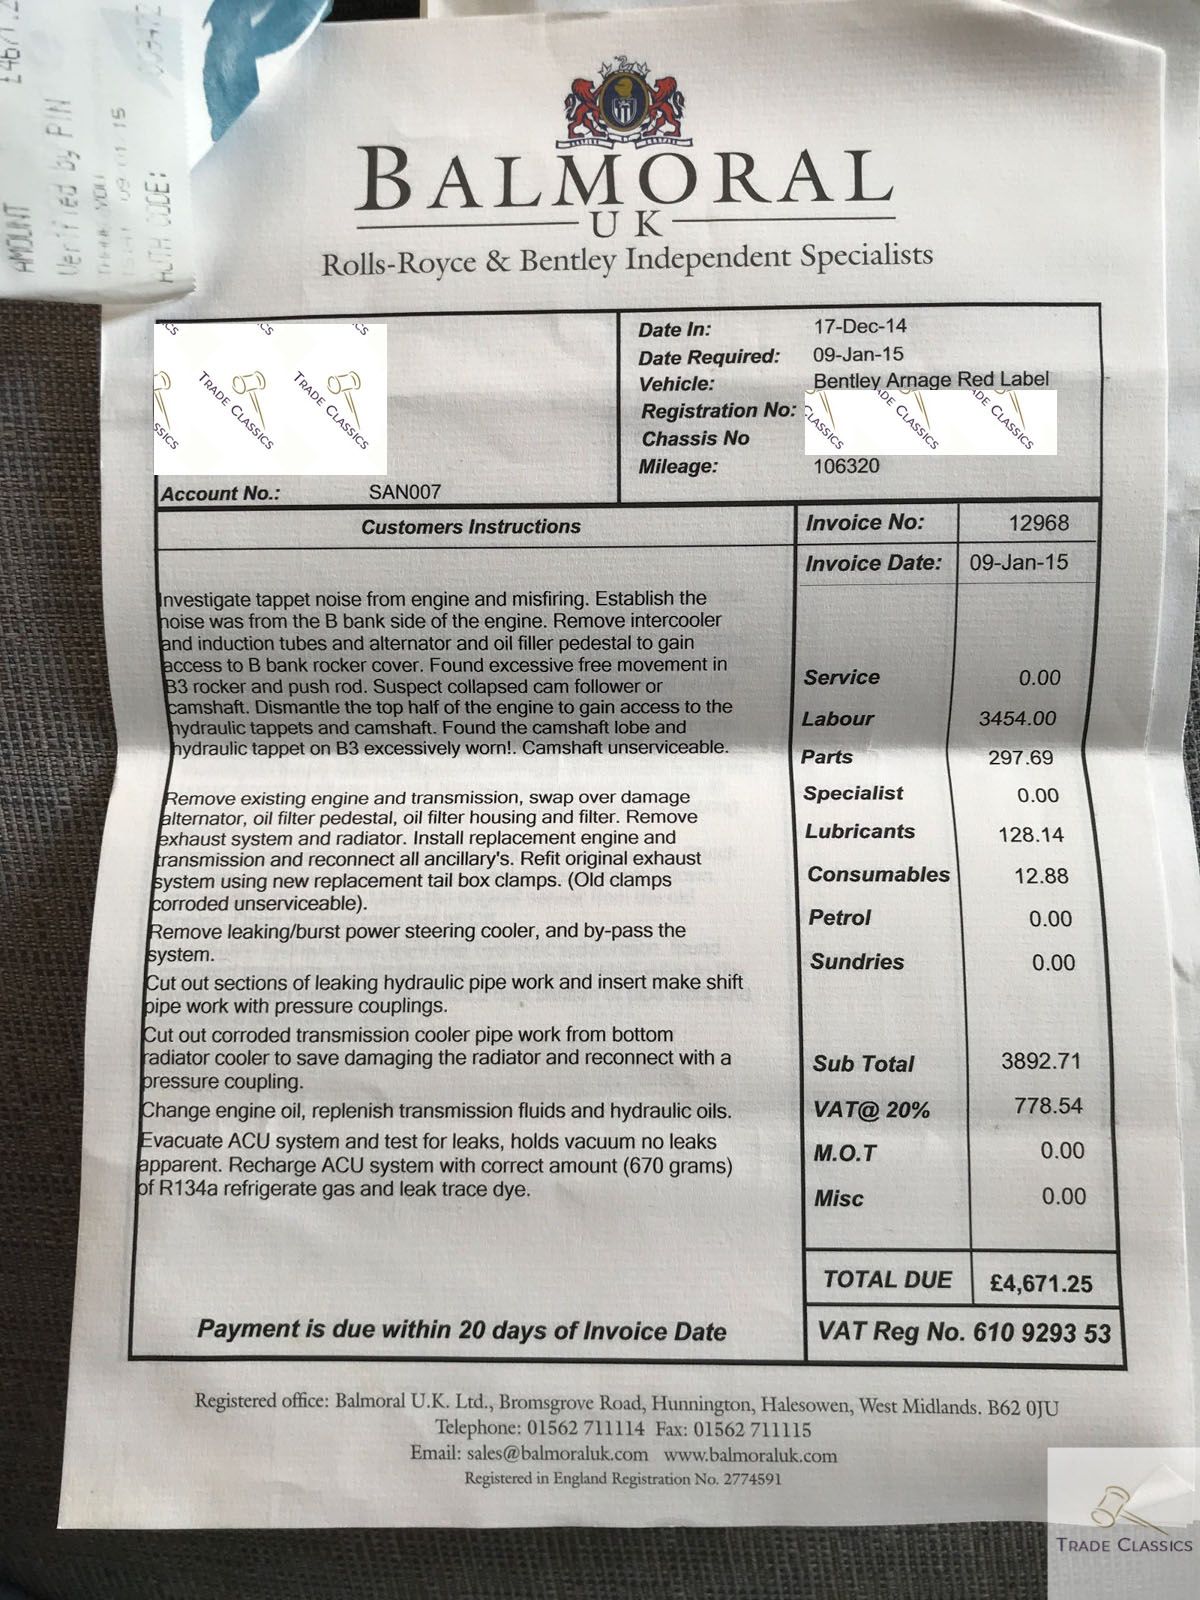 £4671.2
AMOUNT
Verified by PIN
THANK YOU
09/01/15
AUTH CODE:
BALMORAL
UK
Rolls-Royce & Bentley Independent Specialists
TRADE CLASSICS
TRADE CLASSICS
Account No.: SAN007
Date In: 17-Dec-14
Date Required: 09-Jan-15
Vehicle: Bentley Arnage Red Label
Registration No:
Chassis No
Mileage: 106320
Customers Instructions
Invoice No: 12968
Invoice Date: 09-Jan-15
Investigate tappet noise from engine and misfiring. Establish the
noise was from the B bank side of the engine. Remove intercooler
and induction tubes and alternator and oil filler pedestal to gain
access to B bank rocker cover. Found excessive free movement in
B3 rocker and push rod. Suspect collapsed cam follower or
camshaft. Dismantle the top half of the engine to gain access to the
hydraulic tappets and camshaft. Found the camshaft lobe and
hydraulic tappet on B3 excessively worn!. Camshaft unserviceable.
Remove existing engine and transmission, swap over damage
alternator, oil filter pedestal, oil filter housing and filter. Remove
exhaust system and radiator. Install replacement engine and
transmission and reconnect all ancillary's. Refit original exhaust
system using new replacement tail box clamps. (Old clamps
corroded unserviceable).
Remove leaking/burst power steering cooler, and by-pass the
system.
Cut out sections of leaking hydraulic pipe work and insert make shift
pipe work with pressure couplings.
Cut out corroded transmission cooler pipe work from bottom
radiator cooler to save damaging the radiator and reconnect with a
pressure coupling.
Change engine oil, replenish transmission fluids and hydraulic oils.
Evacuate ACU system and test for leaks, holds vacuum no leaks
apparent. Recharge ACU system with correct amount (670 grams)
of R134a refrigerate gas and leak trace dye.
Service 0.00
Labour 3454.00
Parts 297.69
Specialist 0.00
Lubricants 128.14
Consumables 12.88
Petrol 0.00
Sundries 0.00
Sub Total 3892.71
VAT@ 20% 778.54
M.O.T 0.00
Misc 0.00
TOTAL DUE £4,671.25
Payment is due within 20 days of Invoice Date
VAT Reg No. 610 9293 53
Registered office: Balmoral U.K. Ltd., Bromsgrove Road, Hunnington, Halesowen, West Midlands. B62 0JU
Telephone: 01562 711114 Fax: 01562 711115
Email: sales@balmoraluk.com www.balmoraluk.com
Registered in England Registration No. 2774591
TRADE CLASSICS